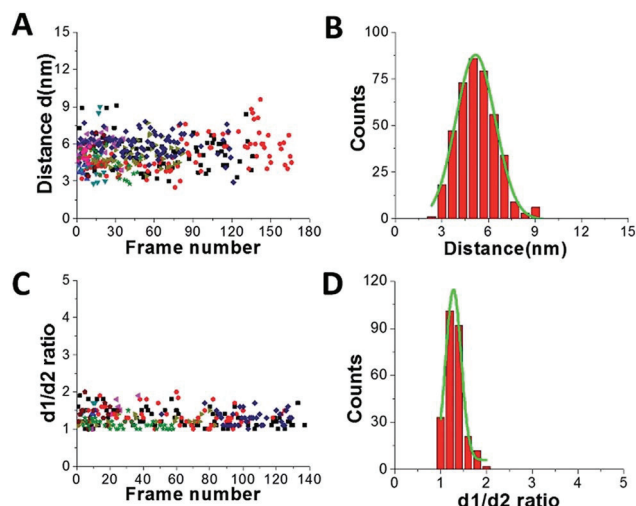 A
15
12
9
6
3
0
Distance d(nm)
0 30 60 90 120 150 180
Frame number
B
100
75
50
25
0
Counts
3 6 9 12 15
Distance(nm)
C
5
4
3
2
1
0
d1/d2 ratio
0 20 40 60 80 100 120 140
Frame number
D
120
90
60
30
0
Counts
0 1 2 3 4 5
d1/d2 ratio